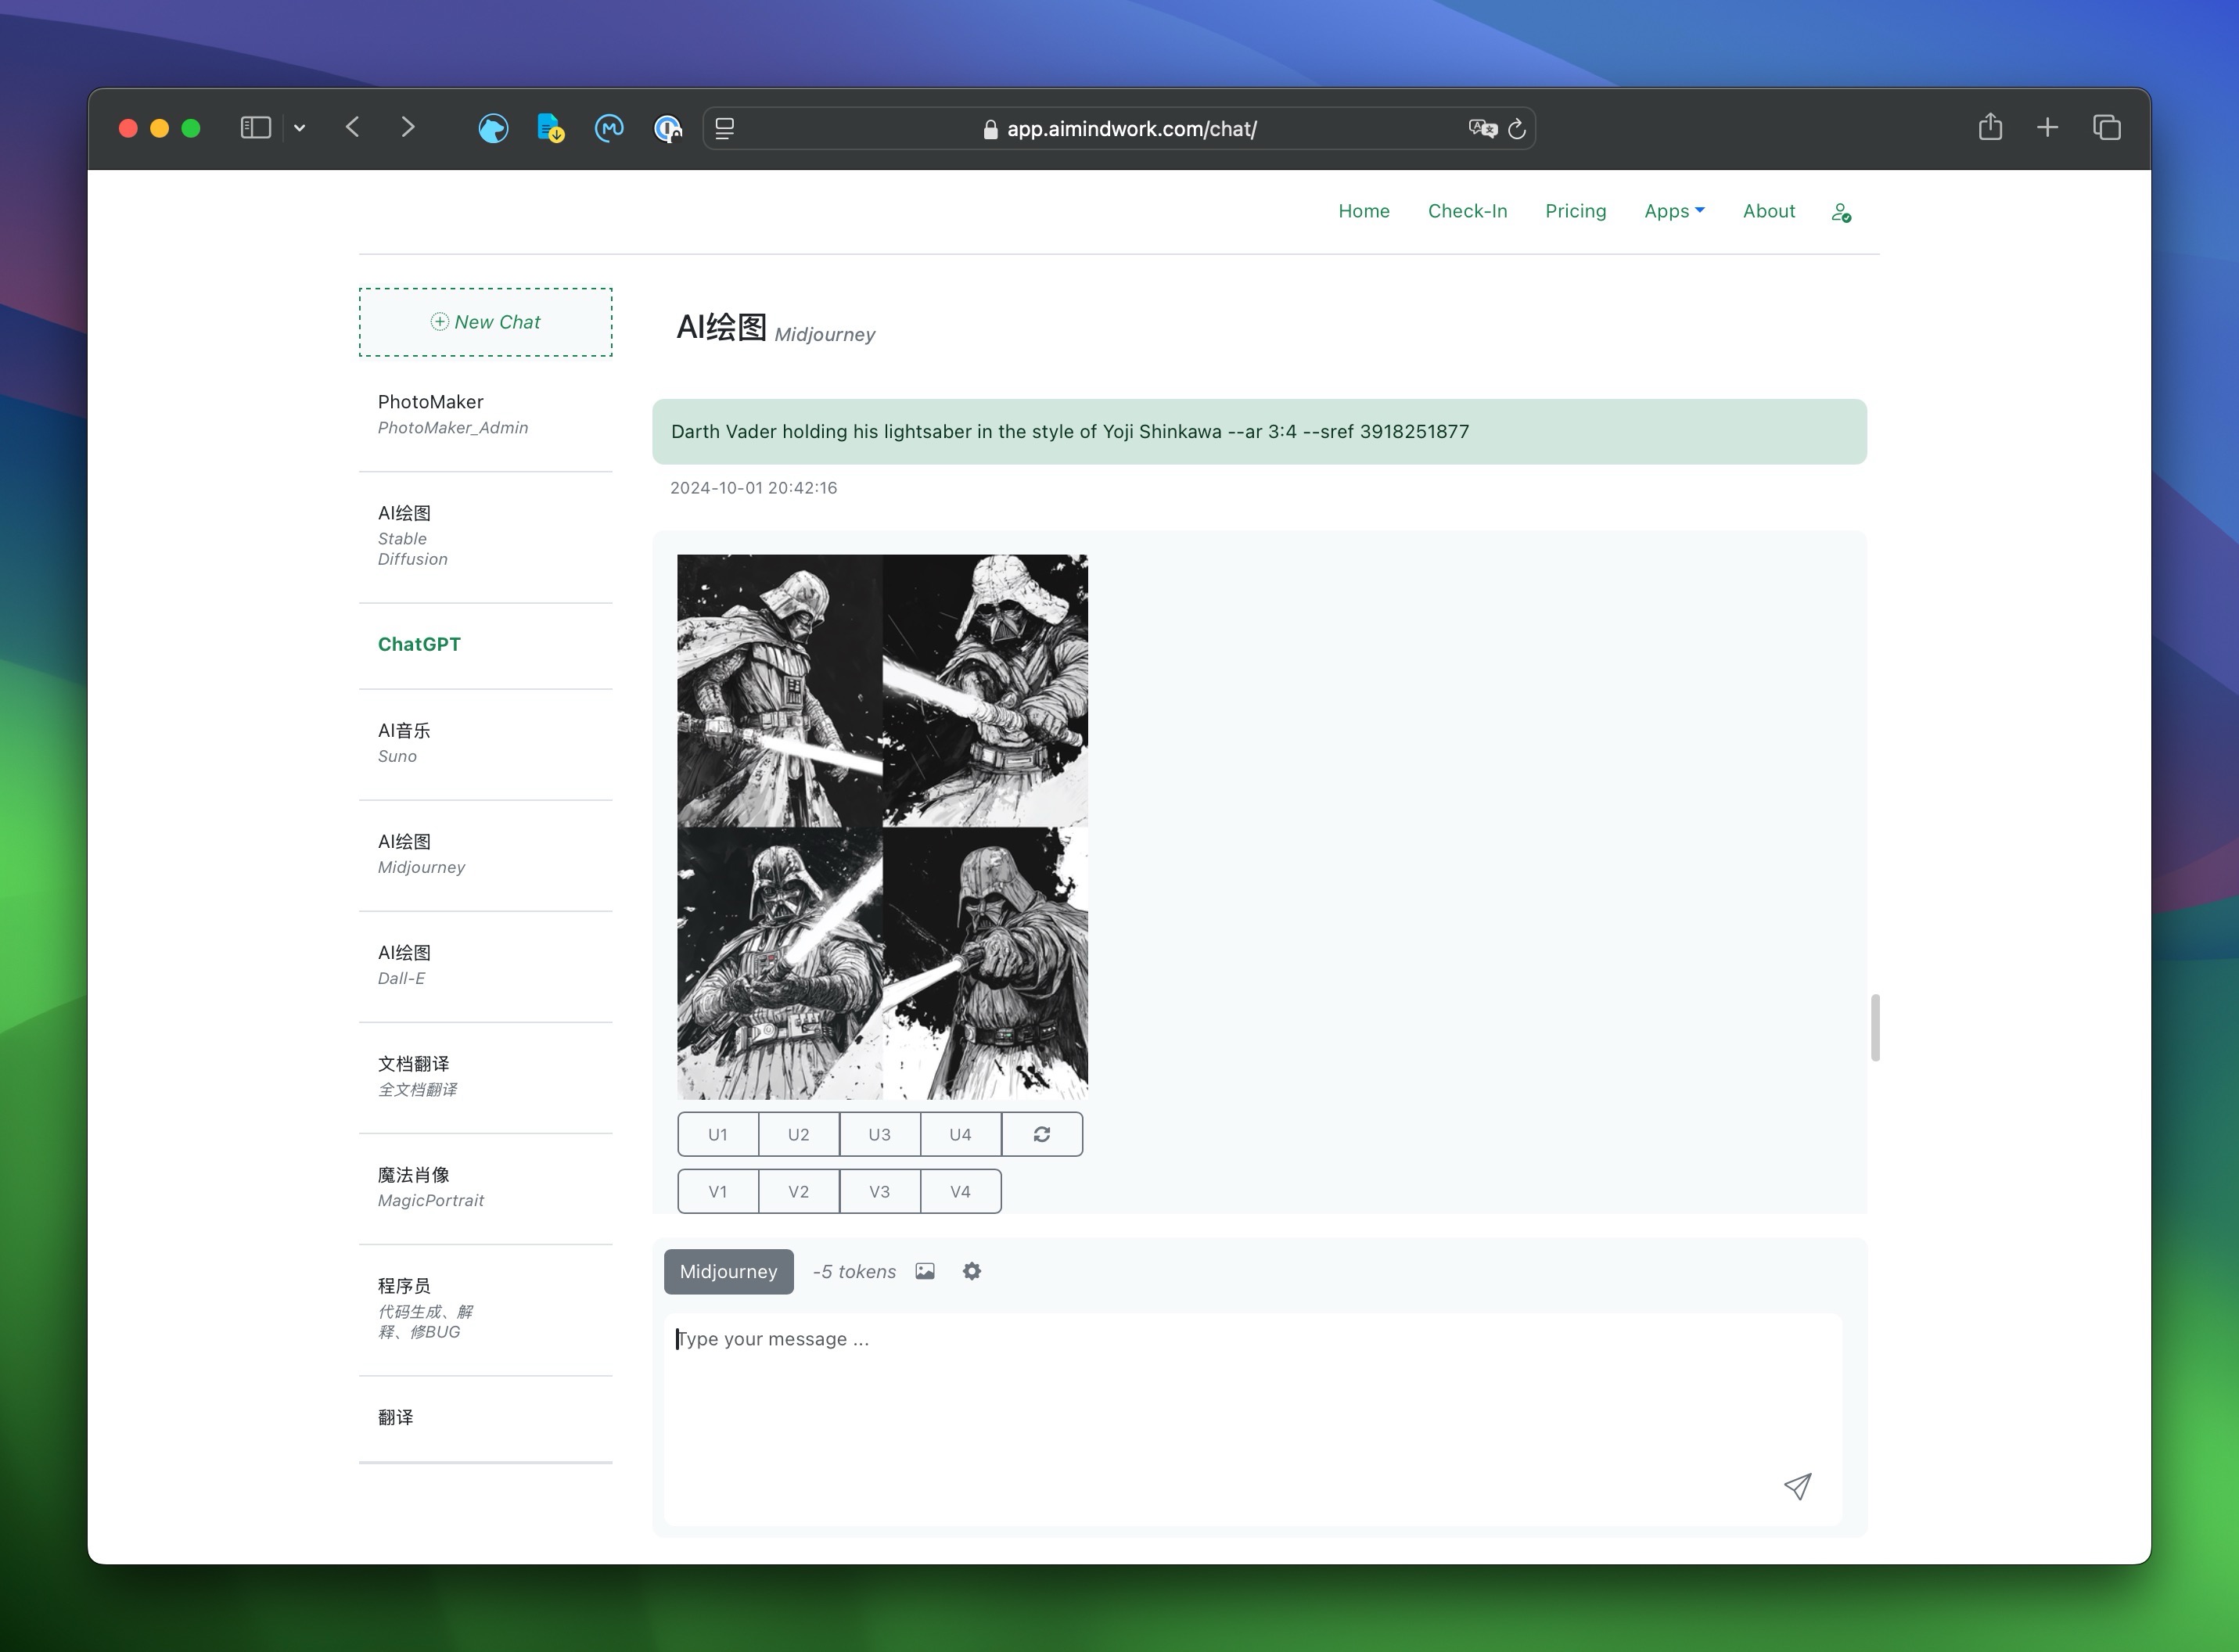 app.aimindwork.com/chat/
Home Check-In Pricing Apps About
New Chat
PhotoMaker
PhotoMaker_Admin
AI绘图
Stable
Diffusion
ChatGPT
AI音乐
Suno
AI绘图
Midjourney
AI绘图
Dall-E
文档翻译
全文档翻译
魔法肖像
MagicPortrait
程序员
代码生成、解
释、修BUG
翻译
AI绘图 Midjourney
Darth Vader holding his lightsaber in the style of Yoji Shinkawa --ar 3:4 --sref 3918251877
2024-10-01 20:42:16
U1 U2 U3 U4
V1 V2 V3 V4
Midjourney -5 tokens
Type your message ...